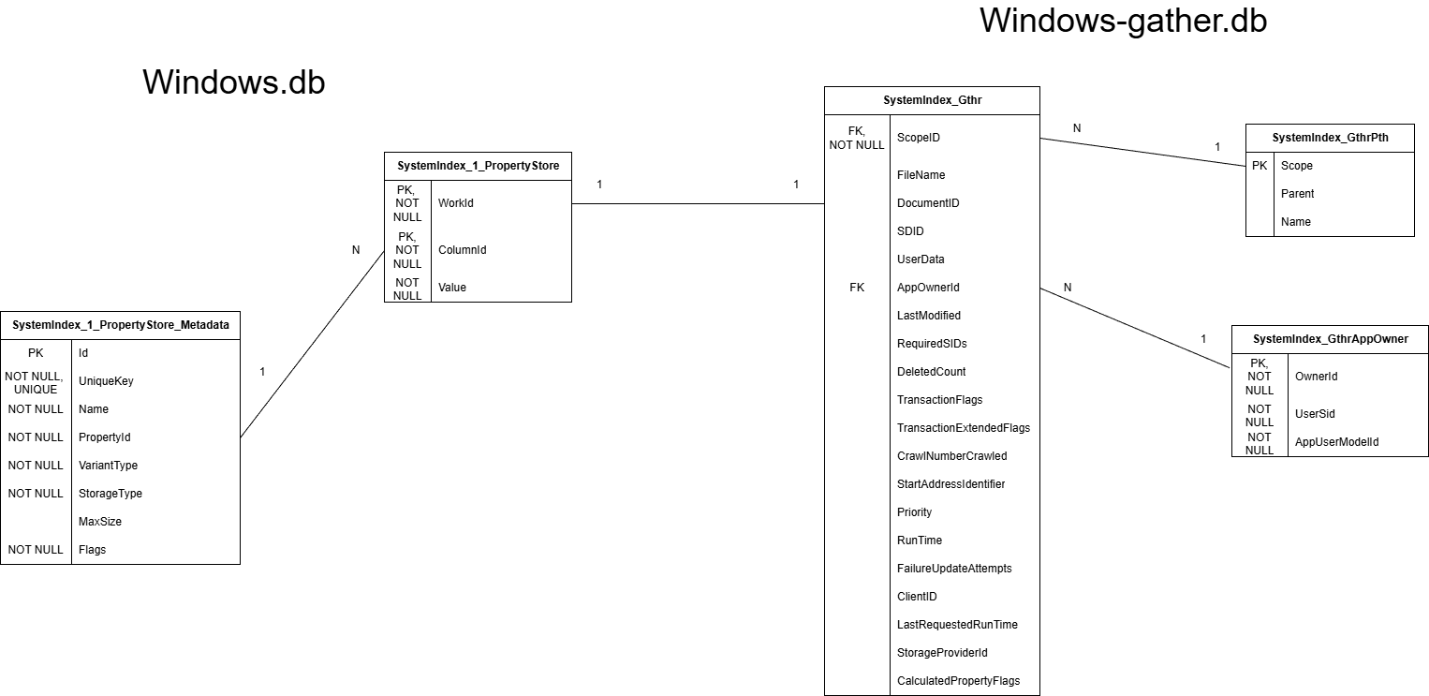 Windows-gather.db
Windows.db
SystemIndex_1_PropertyStore_Metadata
PK Id
NOT NULL,
UNIQUE UniqueKey
NOT NULL Name
NOT NULL PropertyId
NOT NULL VariantType
NOT NULL StorageType
MaxSize
NOT NULL Flags
1
N
SystemIndex_1_PropertyStore
PK,
NOT
NULL
WorkId
PK,
NOT
NULL
ColumnId
NOT
NULL
Value
1
1
SystemIndex_Gthr
FK,
NOT NULL
ScopeID
FileName
DocumentID
SDID
UserData
FK AppOwnerId
LastModified
RequiredSIDs
DeletedCount
TransactionFlags
TransactionExtendedFlags
CrawlNumberCrawled
StartAddressIdentifier
Priority
RunTime
FailureUpdateAttempts
ClientID
LastRequestedRunTime
StorageProviderId
CalculatedPropertyFlags
N
1
SystemIndex_GthrPth
PK Scope
Parent
Name
N
1
SystemIndex_GthrAppOwner
PK,
NOT
NULL
OwnerId
NOT
NULL
UserSid
NOT
NULL
AppUserModelId